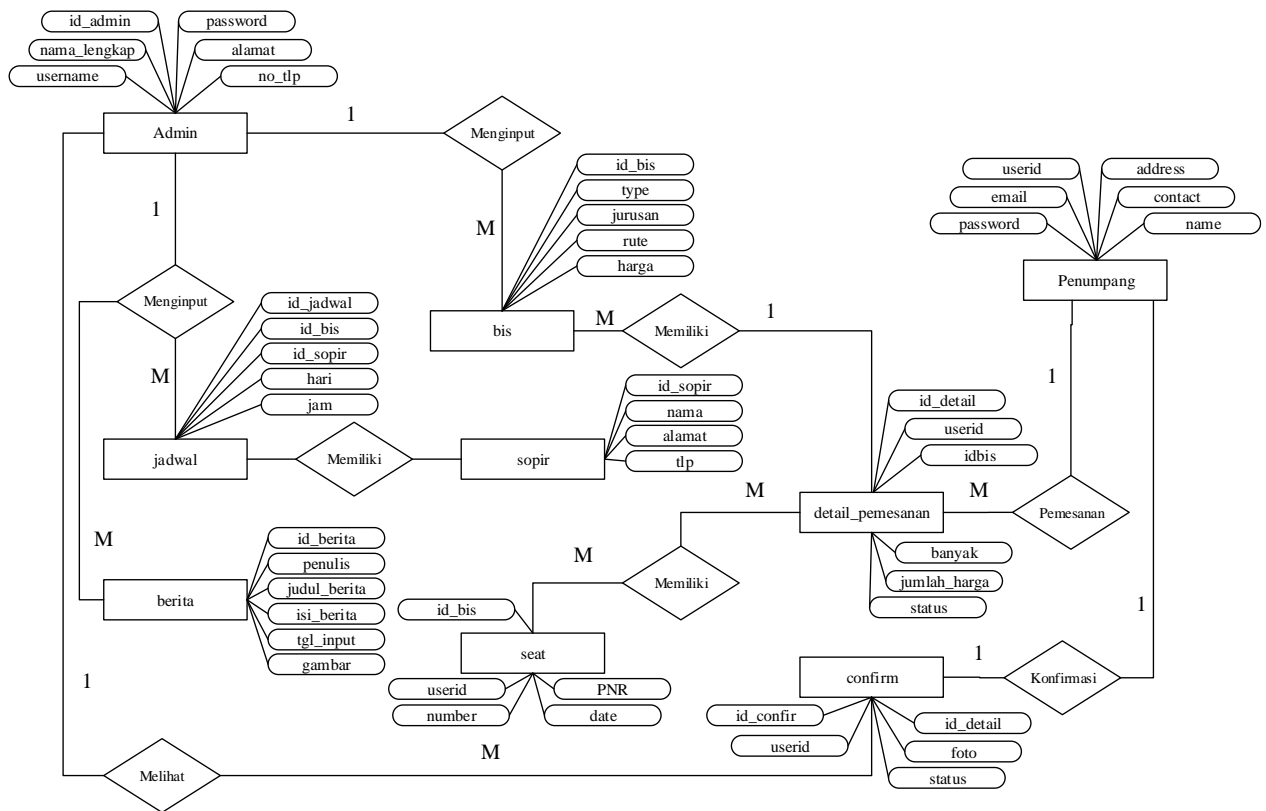 id_admin
password
nama_lengkap
alamat
username
no_tlp
Admin
1
Menginput
1
M
id_bis
type
jurusan
rute
harga
userid
address
email
contact
password
name
Penumpang
Menginput
id_jadwal
id_bis
id_sopir
hari
jam
M
bis
M
Memiliki
1
1
id_sopir
nama
alamat
tlp
id_detail
userid
idbis
jadwal
Memiliki
sopir
M
detail_pemesanan
M
Pemesanan
M
berita
id_berita
penulis
judul_berita
isi_berita
tgl_input
gambar
M
Memiliki
banyak
jumlah_harga
status
id_bis
seat
userid
PNR
number
date
1
1
1
confirm
Konfirmasi
id_confir
id_detail
userid
foto
status
M
Melihat